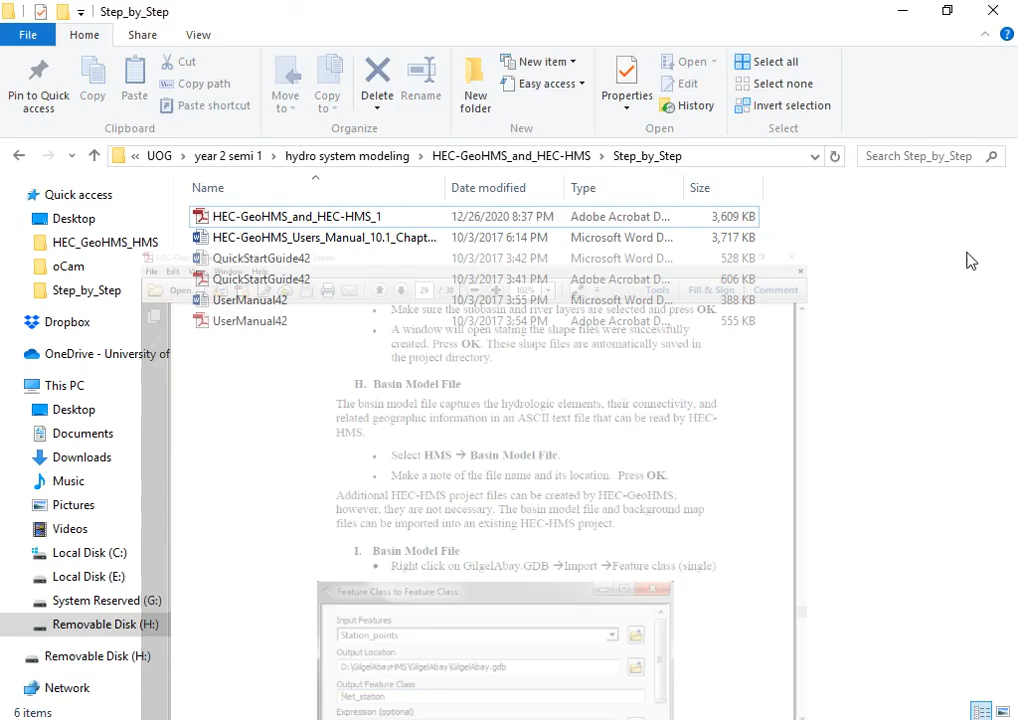 Step_by_Step
File Home Share View
Pin to Quick access
Copy
Paste
Cut
Copy path
Paste shortcut
Clipboard
Move to
Copy to
Delete
Rename
Organize
New folder
New item
Easy access
New
Properties
Open
Edit
History
Open
Select all
Select none
Invert selection
Select
« UOG › year 2 semi 1 › hydro system modeling › HEC-GeoHMS_and_HEC-HMS › Step_by_Step
Search Step_by_Step
Quick access
Desktop
HEC_GeoHMS_HMS
oCam
Step_by_Step
Dropbox
OneDrive - University of
This PC
Desktop
Documents
Downloads
Music
Pictures
Videos
Local Disk (C:)
Local Disk (E:)
System Reserved (G:)
Removable Disk (H:)
Removable Disk (H:)
Network
6 items
Name Date modified Type Size
HEC-GeoHMS_and_HEC-HMS_1 12/26/2020 8:37 PM Adobe Acrobat D... 3,609 KB
HEC-GeoHMS_Users_Manual_10.1_Chapt... 10/3/2017 6:14 PM Microsoft Word D... 3,717 KB
QuickStartGuide42 10/3/2017 3:42 PM Microsoft Word D... 528 KB
QuickStartGuide42 10/3/2017 3:41 PM Adobe Acrobat D... 606 KB
UserManual42 10/3/2017 3:55 PM Microsoft Word D... 388 KB
UserManual42 10/3/2017 3:54 PM Adobe Acrobat D... 555 KB
File Edit View Window Help
Open 29 / 38 102% Tools Fill & Sign Comment
• Make sure the subbasin and river layers are selected and press OK.
• A window will open stating the shape files were successfully
created. Press OK. These shape files are automatically saved in
the project directory.
H. Basin Model File
The basin model file captures the hydrologic elements, their connectivity, and
related geographic information in an ASCII text file that can be read by HEC-
HMS.
• Select HMS → Basin Model File.
• Make a note of the file name and its location. Press OK.
Additional HEC-HMS project files can be created by HEC-GeoHMS;
however, they are not necessary. The basin model file and background map
files can be imported into an existing HEC-HMS project.
I. Basin Model File
• Right click on GilgelAbay.GDB →Import →Feature class (single)
Feature Class to Feature Class
Input Features
Station_points
Output Location
D:\GilgelAbayHMS\GilgelAbay\GilgelAbay.gdb
Output Feature Class
Met_station
Expression (optional)